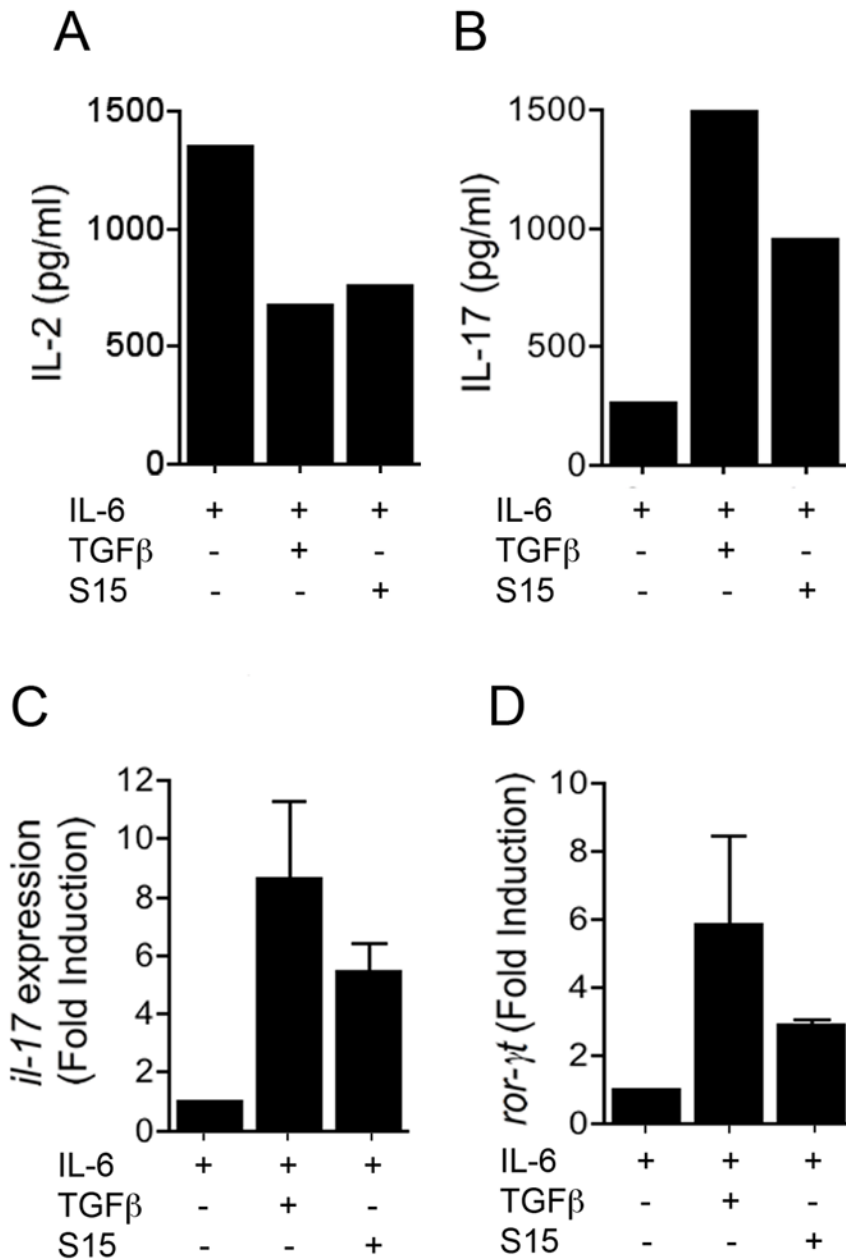 A
IL-2 (pg/ml)
1500
1000
500
0
IL-6 + + +
TGFβ - + -
S15 - - +
B
IL-17 (pg/ml)
1500
1000
500
0
IL-6 + + +
TGFβ - + -
S15 - - +
C
il-17 expression
(Fold Induction)
12
10
8
6
4
2
0
IL-6 + + +
TGFβ - + -
S15 - - +
D
ror-γt (Fold Induction)
10
8
6
4
2
0
IL-6 + + +
TGFβ - + -
S15 - - +